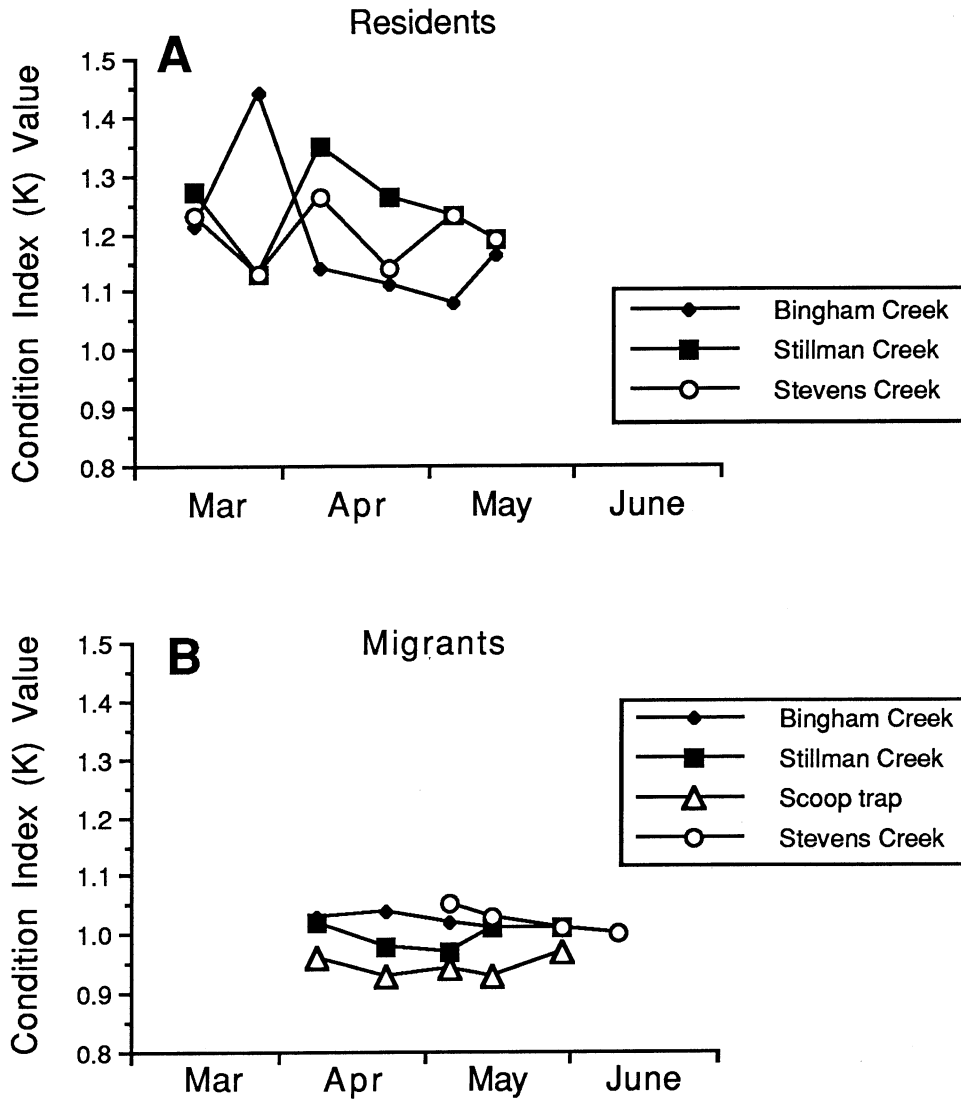 Residents
A
Condition Index (K) Value
1.5
1.4
1.3
1.2
1.1
1.0
0.9
0.8
Mar Apr May June
Bingham Creek
Stillman Creek
Stevens Creek
Migrants
B
Condition Index (K) Value
1.5
1.4
1.3
1.2
1.1
1.0
0.9
0.8
Mar Apr May June
Bingham Creek
Stillman Creek
Scoop trap
Stevens Creek